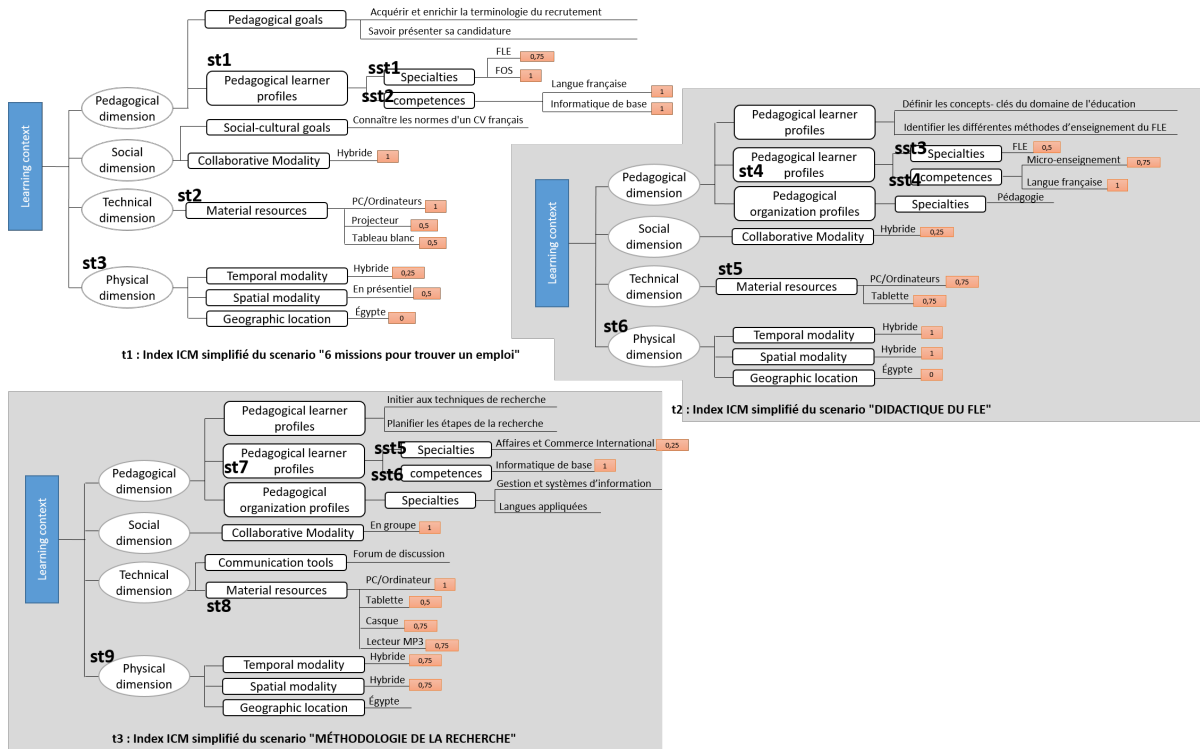 Learning context
Pedagogical dimension
Pedagogical goals
Acquérir et enrichir la terminologie du recrutement
Savoir présenter sa candidature
st1
Pedagogical learner
profiles
sst1
Specialties
FLE 0,75
FOS 1
sst2
competences
Langue française 1
Informatique de base 1
Social
dimension
Social-cultural goals
Connaître les normes d'un CV français
Collaborative Modality
Hybride 1
Technical
dimension
st2
Material resources
PC/Ordinateurs 1
Projecteur 0,5
Tableau blanc 0,5
st3
Physical
dimension
Temporal modality
Hybride 0,25
Spatial modality
En présentiel 0,5
Geographic location
Égypte 0
t1 : Index ICM simplifié du scenario "6 missions pour trouver un emploi"
Learning context
Pedagogical
dimension
Pedagogical learner
profiles
Définir les concepts- clés du domaine de l'éducation
Identifier les différentes méthodes d'enseignement du FLE
Pedagogical learner
profiles
st4
sst3
Specialties
FLE 0,5
sst4
competences
Micro-enseignement 0,75
Langue française 1
Pedagogical
organization profiles
Specialties
Pédagogie
Social
dimension
Collaborative Modality
Hybride 0,25
Technical
dimension
st5
Material resources
PC/Ordinateurs 0,75
Tablette 0,75
st6
Physical
dimension
Temporal modality
Hybride 1
Spatial modality
Hybride 1
Geographic location
Égypte 0
t2 : Index ICM simplifié du scenario "DIDACTIQUE DU FLE"
Learning context
Pedagogical
dimension
Pedagogical learner
profiles
Initier aux techniques de recherche
Planifier les étapes de la recherche
Pedagogical learner
profiles
st7
sst5
Specialties
Affaires et Commerce International 0,25
sst6
competences
Informatique de base 1
Pedagogical
organization profiles
Specialties
Gestion et systèmes d'information
Langues appliquées
Social
dimension
Collaborative Modality
En groupe 1
Technical
dimension
Communication tools
Forum de discussion
Material resources
st8
PC/Ordinateur 1
Tablette 0,5
Casque 0,75
Lecteur MP3 0,75
st9
Physical
dimension
Temporal modality
Hybride 0,75
Spatial modality
Hybride 0,75
Geographic location
Égypte
t3 : Index ICM simplifié du scenario "MÉTHODOLOGIE DE LA RECHERCHE"